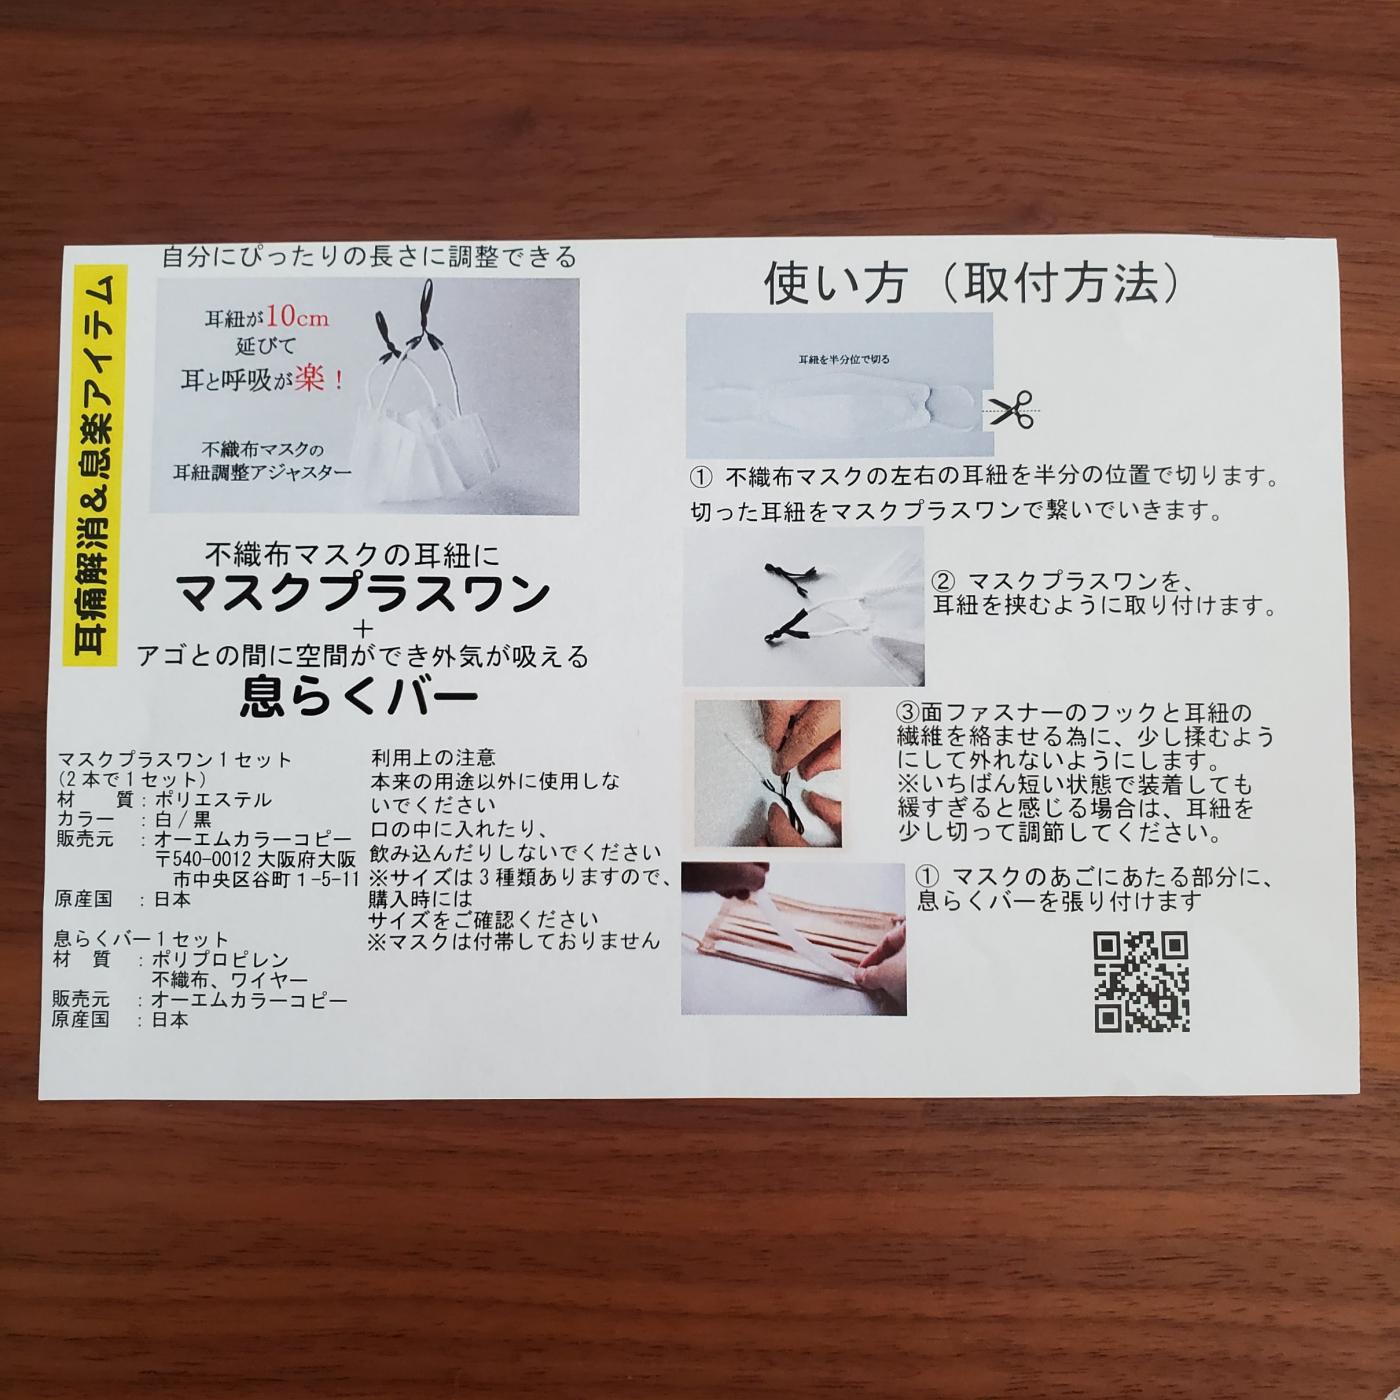 耳痛解消&息楽アイテム
自分にぴったりの長さに調整できる
耳紐が10cm
延びて
耳と呼吸が楽！
不織布マスクの
耳紐調整アジャスター
不織布マスクの耳紐に
マスクプラスワン
+
アゴとの間に空間ができ外気が吸える
息らくバー
マスクプラスワン1セット
(2本で1セット)
材　質：ポリエステル
カラー　：白/黒
販売元　：オーエムカラーコピー
〒540-0012 大阪府大阪
市中央区谷町1-5-11
原産国　：日本
息らくバー1セット
材　質　：ポリプロピレン
不織布、ワイヤー
販売元　：オーエムカラーコピー
原産国　：日本
利用上の注意
本来の用途以外に使用しな
いでください
口の中に入れたり、
飲み込んだりしないでください
※サイズは3種類ありますので、
購入時には
サイズをご確認ください
※マスクは付帯しておりません
使い方（取付方法）
耳紐を半分位で切る
① 不織布マスクの左右の耳紐を半分の位置で切ります。
切った耳紐をマスクプラスワンで繋いでいきます。
② マスクプラスワンを、
耳紐を挟むように取り付けます。
③面ファスナーのフックと耳紐の
繊維を絡ませる為に、少し揉むよう
にして外れないようにします。
※いちばん短い状態で装着しても
緩すぎると感じる場合は、耳紐を
少し切って調節してください。
① マスクのあごにあたる部分に、
息らくバーを張り付けます